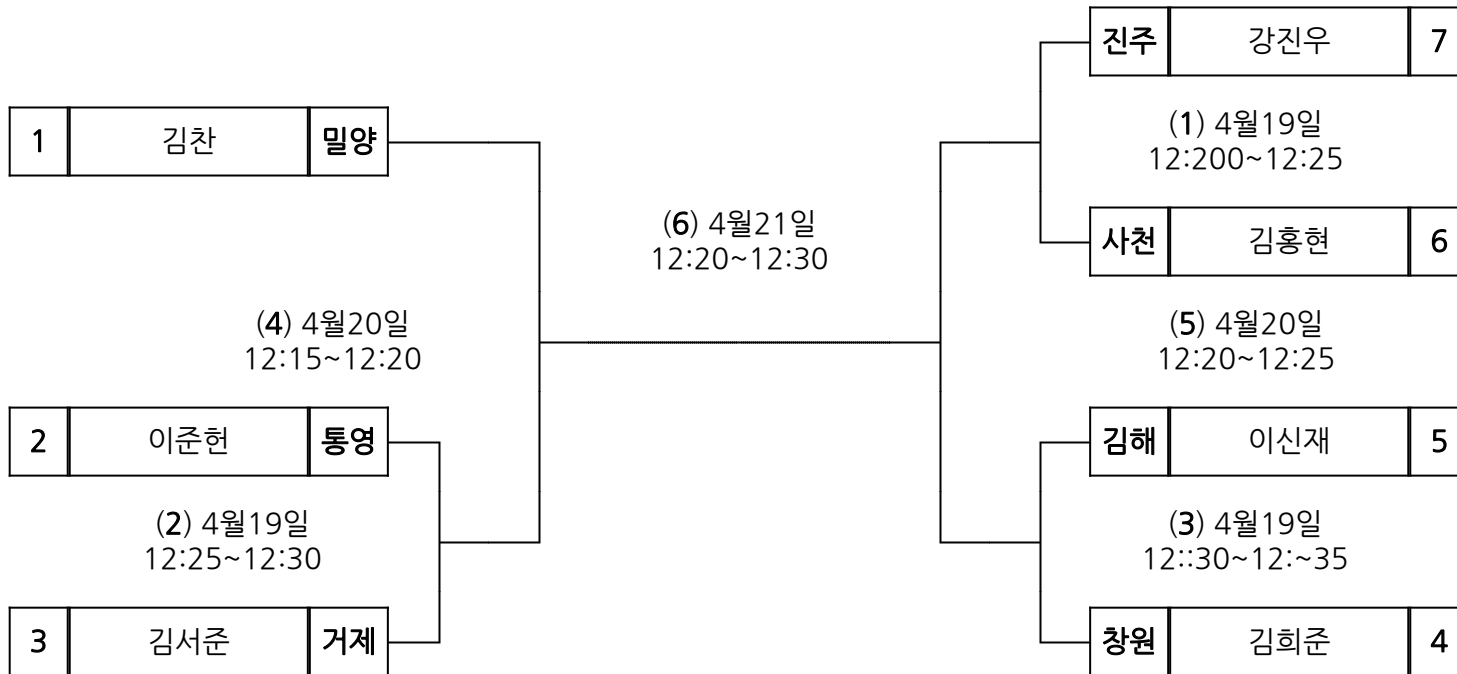 진주 강진우 7
1 김찬 밀양
(1) 4월19일
12:200~12:25
(6) 4월21일
12:20~12:30
사천 김홍현 6
(4) 4월20일
12:15~12:20
(5) 4월20일
12:20~12:25
2 이준헌 통영
김해 이신재 5
(2) 4월19일
12:25~12:30
(3) 4월19일
12::30~12:~35
3 김서준 거제
창원 김희준 4